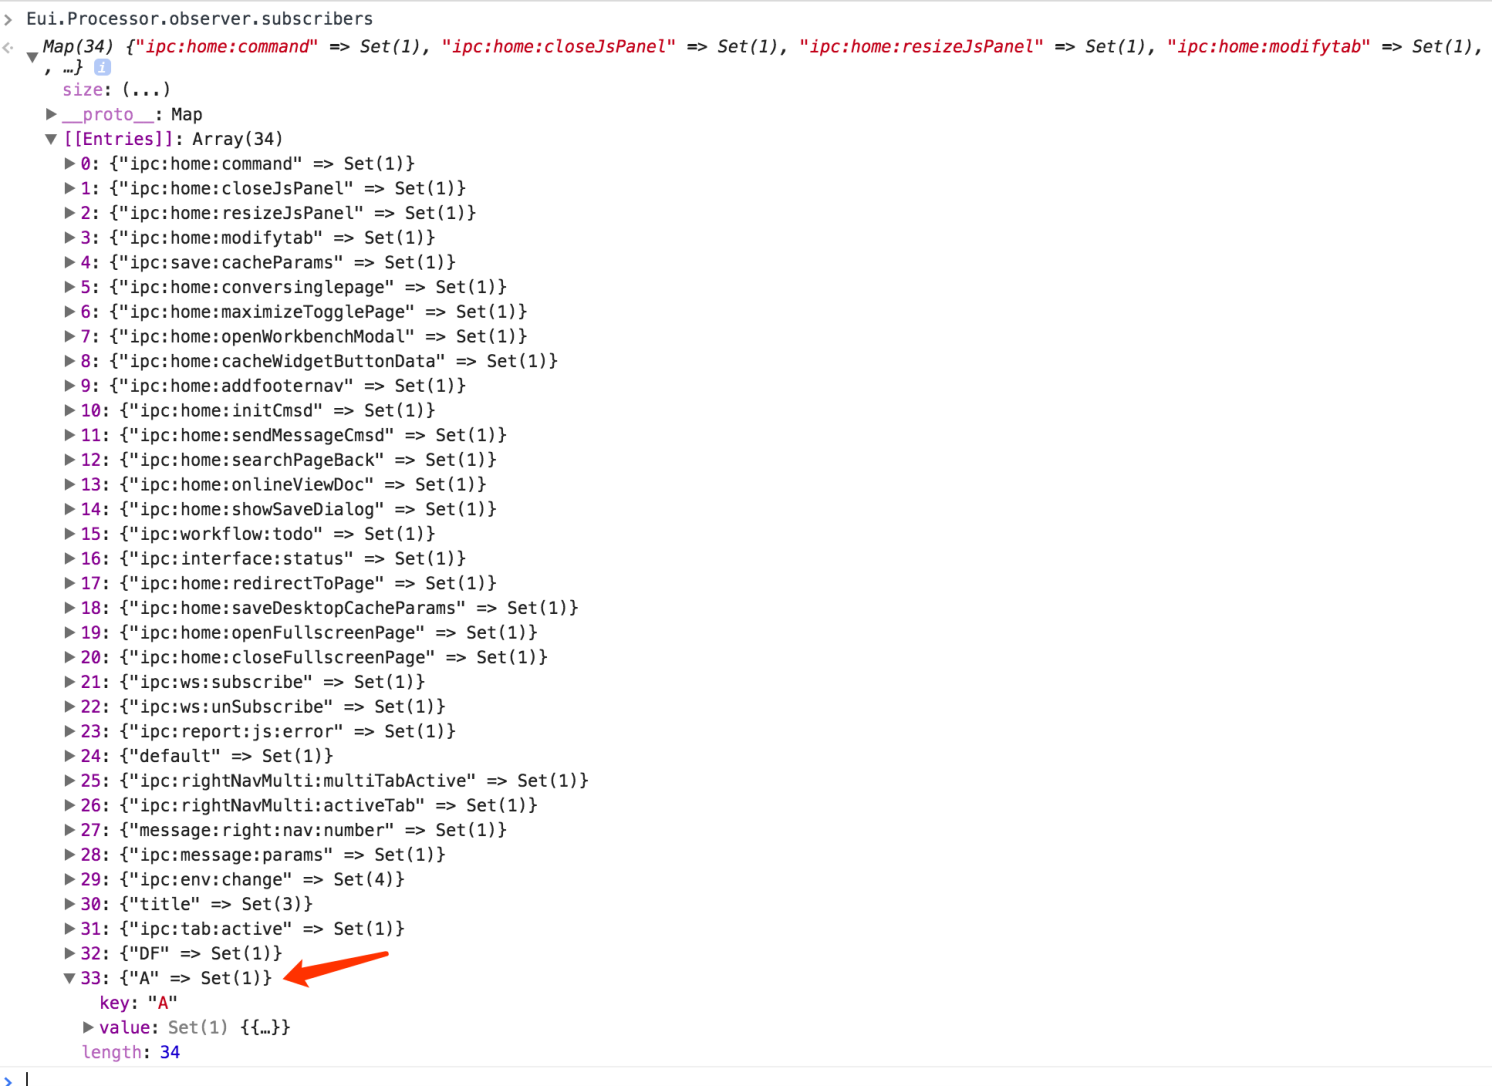 > Eui.Processor.observer.subscribers
Map(34) {"ipc:home:command" => Set(1), "ipc:home:closeJsPanel" => Set(1), "ipc:home:resizeJsPanel" => Set(1), "ipc:home:modifytab" => Set(1),
, …} i
size: (...)
▶ __proto__: Map
▼ [[Entries]]: Array(34)
▶ 0: {"ipc:home:command" => Set(1)}
▶ 1: {"ipc:home:closeJsPanel" => Set(1)}
▶ 2: {"ipc:home:resizeJsPanel" => Set(1)}
▶ 3: {"ipc:home:modifytab" => Set(1)}
▶ 4: {"ipc:save:cacheParams" => Set(1)}
▶ 5: {"ipc:home:conversinglepage" => Set(1)}
▶ 6: {"ipc:home:maximizeTogglePage" => Set(1)}
▶ 7: {"ipc:home:openWorkbenchModal" => Set(1)}
▶ 8: {"ipc:home:cacheWidgetButtonData" => Set(1)}
▶ 9: {"ipc:home:addfooternav" => Set(1)}
▶ 10: {"ipc:home:initCmsd" => Set(1)}
▶ 11: {"ipc:home:sendMessageCmsd" => Set(1)}
▶ 12: {"ipc:home:searchPageBack" => Set(1)}
▶ 13: {"ipc:home:onlineViewDoc" => Set(1)}
▶ 14: {"ipc:home:showSaveDialog" => Set(1)}
▶ 15: {"ipc:workflow:todo" => Set(1)}
▶ 16: {"ipc:interface:status" => Set(1)}
▶ 17: {"ipc:home:redirectToPage" => Set(1)}
▶ 18: {"ipc:home:saveDesktopCacheParams" => Set(1)}
▶ 19: {"ipc:home:openFullscreenPage" => Set(1)}
▶ 20: {"ipc:home:closeFullscreenPage" => Set(1)}
▶ 21: {"ipc:ws:subscribe" => Set(1)}
▶ 22: {"ipc:ws:unSubscribe" => Set(1)}
▶ 23: {"ipc:report:js:error" => Set(1)}
▶ 24: {"default" => Set(1)}
▶ 25: {"ipc:rightNavMulti:multiTabActive" => Set(1)}
▶ 26: {"ipc:rightNavMulti:activeTab" => Set(1)}
▶ 27: {"message:right:nav:number" => Set(1)}
▶ 28: {"ipc:message:params" => Set(1)}
▶ 29: {"ipc:env:change" => Set(4)}
▶ 30: {"title" => Set(3)}
▶ 31: {"ipc:tab:active" => Set(1)}
▶ 32: {"DF" => Set(1)}
▼ 33: {"A" => Set(1)}
key: "A"
▶ value: Set(1) {{…}}
length: 34
>